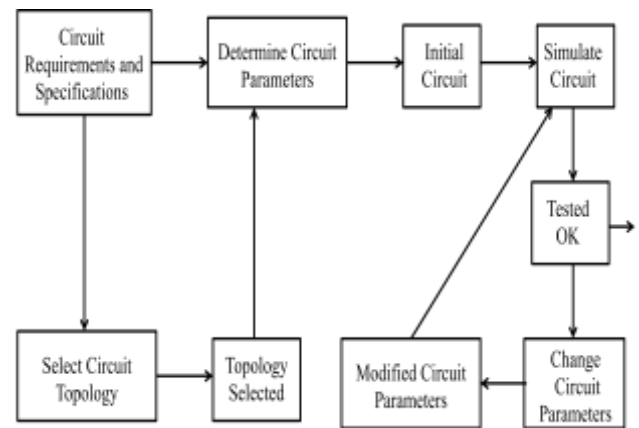 Circuit
Requirements and
Specifications
Determine Circuit
Parameters
Initial
Circuit
Simulate
Circuit
Tested
OK
Select Circuit
Topology
Topology
Selected
Modified Circuit
Parameters
Change
Circuit
Parameters